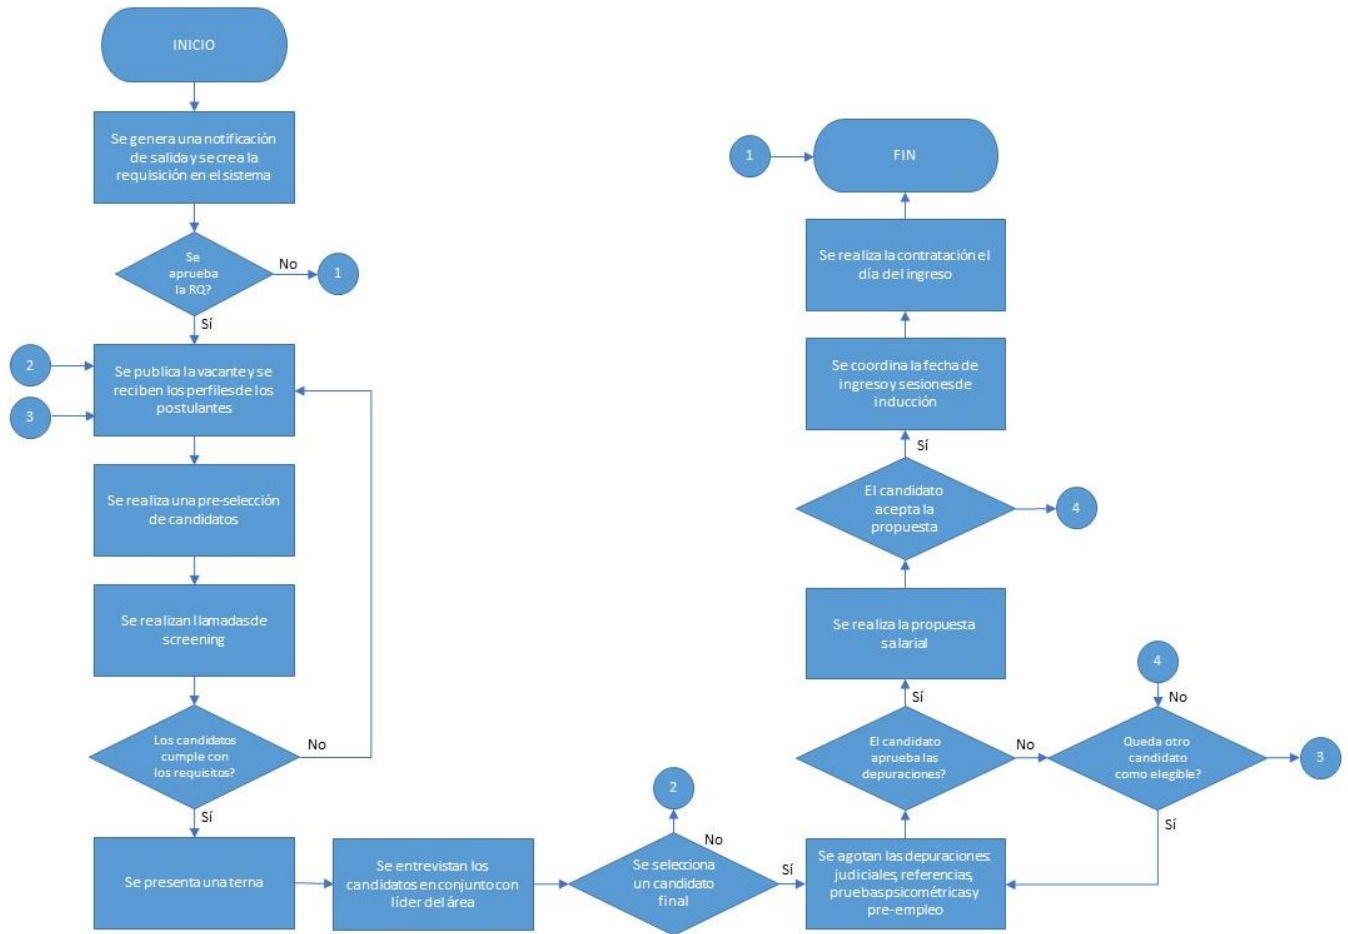 INICIO
Se genera una notificación
de salida y se crea la
requisición en el sistema
Se
aprueba
la RQ?
No
1
Sí
2
3
Se publica la vacante y se
reciben los perfiles de los
postulantes
Se realiza una pre-selección
de candidatos
Se realizan llamadas de
screening
Los candidatos
cumple con
los requisitos?
No
Sí
Se presenta una terna
Se entrevistan los
candidatos en conjunto con
líder del área
Se selecciona
un candidato
final
No
2
Sí
Se agotan las depuraciones:
judiciales, referencias,
pruebas psicométricas y
pre-empleo
El candidato
aprueba las
depuraciones?
No
Sí
Queda otro
candidato
como elegible?
4
No
3
Sí
Se realiza la propuesta
salarial
El candidato
acepta la
propuesta
4
Sí
Se coordina la fecha de
ingreso y sesiones de
inducción
Se realiza la contratación el
día del ingreso
1
FIN